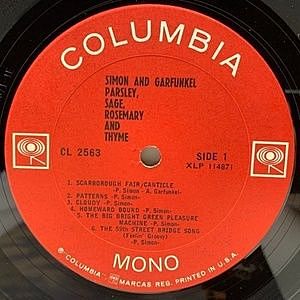 COLUMBIA
SIMON AND GARFUNKEL
PARSLEY,
SAGE,
ROSEMARY
AND
THYME
CL 2563
SIDE 1
XLP 114871
1. SCARBOROUGH FAIR/CANTICLE
-P. Simon - A. Garfunkel-
2. PATTERNS -P. Simon-
3. CLOUDY -P. Simon-
4. HOMEWARD BOUND -P. Simon-
5. THE BIG BRIGHT GREEN PLEASURE
MACHINE -P. Simon-
6. THE 59TH STREET BRIDGE SONG
(Feelin' Groovy)
-P. Simon-
MONO
® "COLUMBIA" MARCAS REG. PRINTED IN U.S.A.